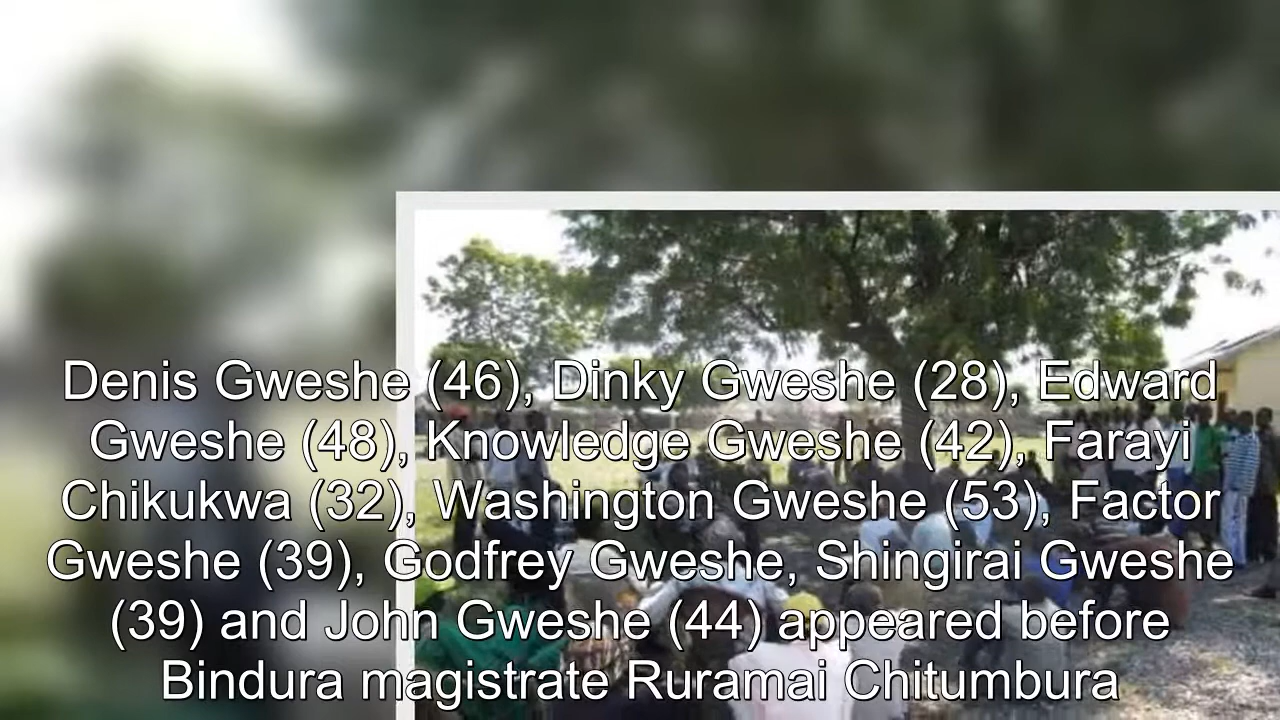 Denis Gweshe (46), Dinky Gweshe (28), Edward
Gweshe (48), Knowledge Gweshe (42), Farayi
Chikukwa (32), Washington Gweshe (53), Factor
Gweshe (39), Godfrey Gweshe, Shingirai Gweshe
(39) and John Gweshe (44) appeared before
Bindura magistrate Ruramai Chitumbura